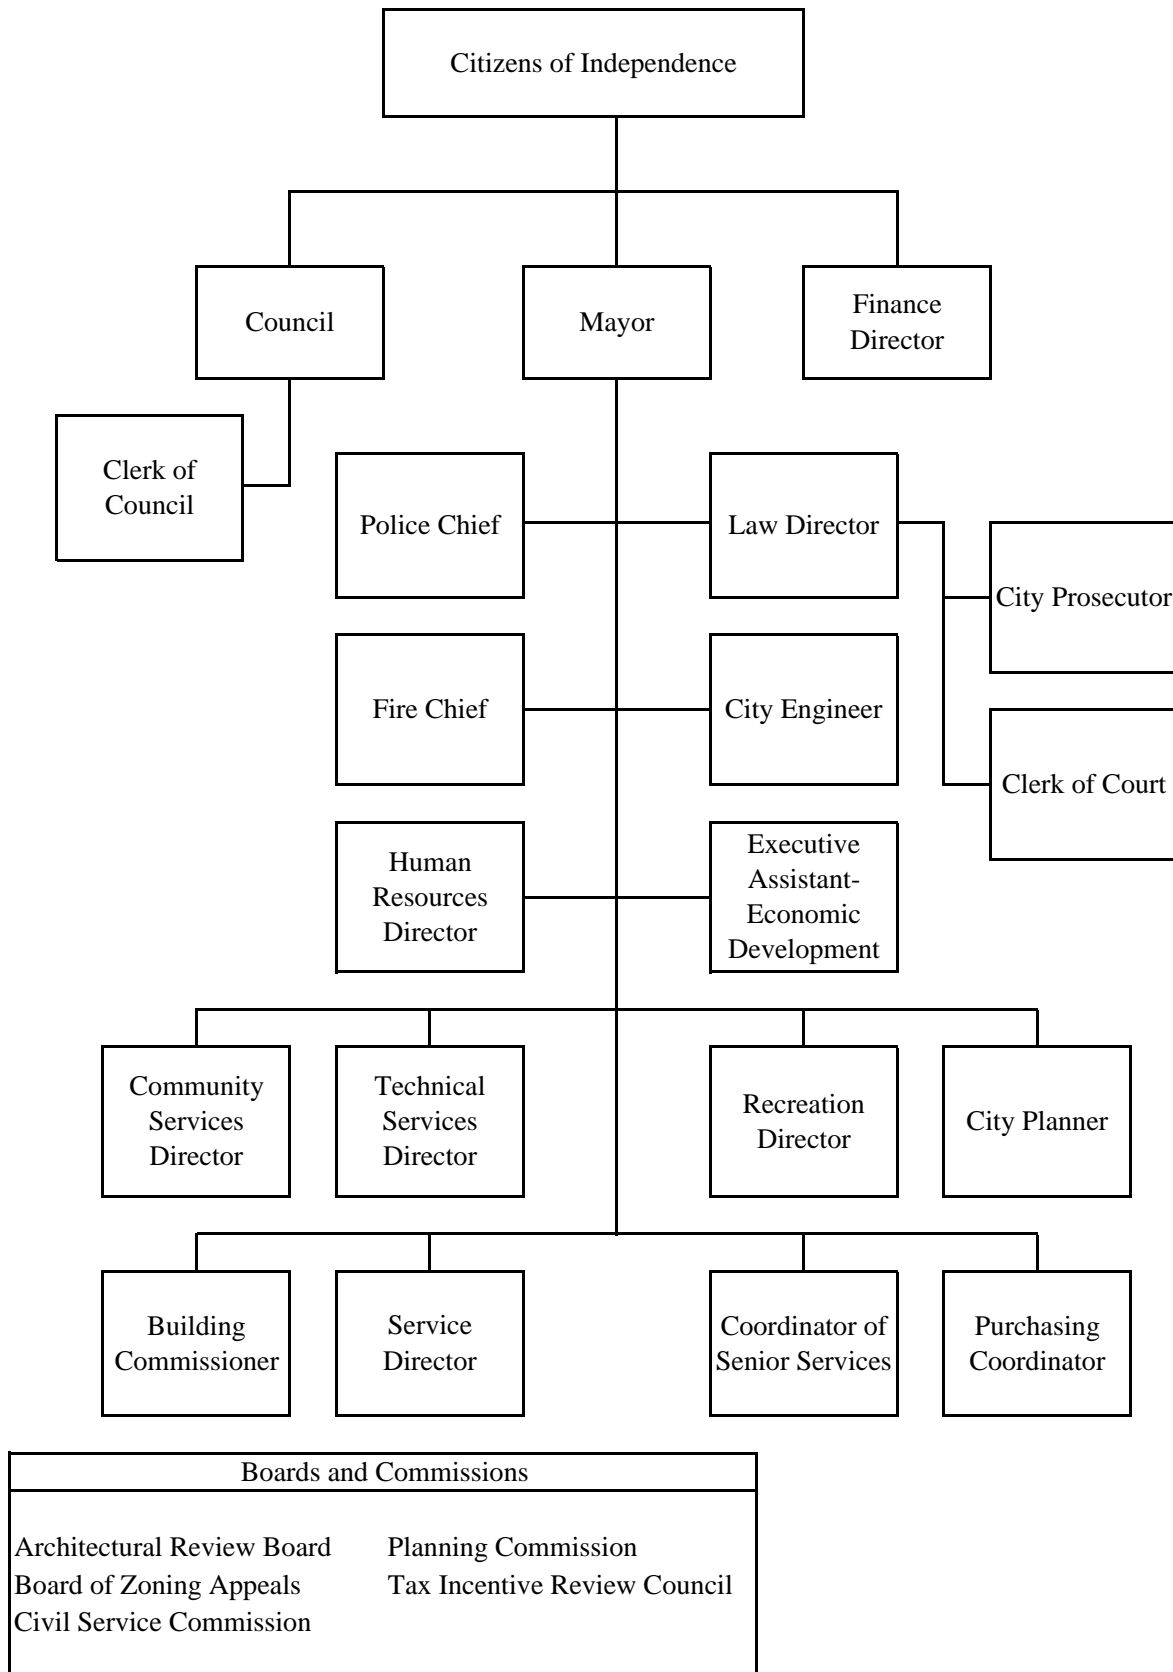 Citizens of Independence
Council
Mayor
Finance
Director
Clerk of
Council
Police Chief
Law Director
City Prosecutor
Fire Chief
City Engineer
Clerk of Court
Human
Resources
Director
Executive
Assistant-
Economic
Development
Community
Services
Director
Technical
Services
Director
Recreation
Director
City Planner
Building
Commissioner
Service
Director
Coordinator of
Senior Services
Purchasing
Coordinator
Boards and Commissions
Architectural Review Board
Board of Zoning Appeals
Civil Service Commission
Planning Commission
Tax Incentive Review Council